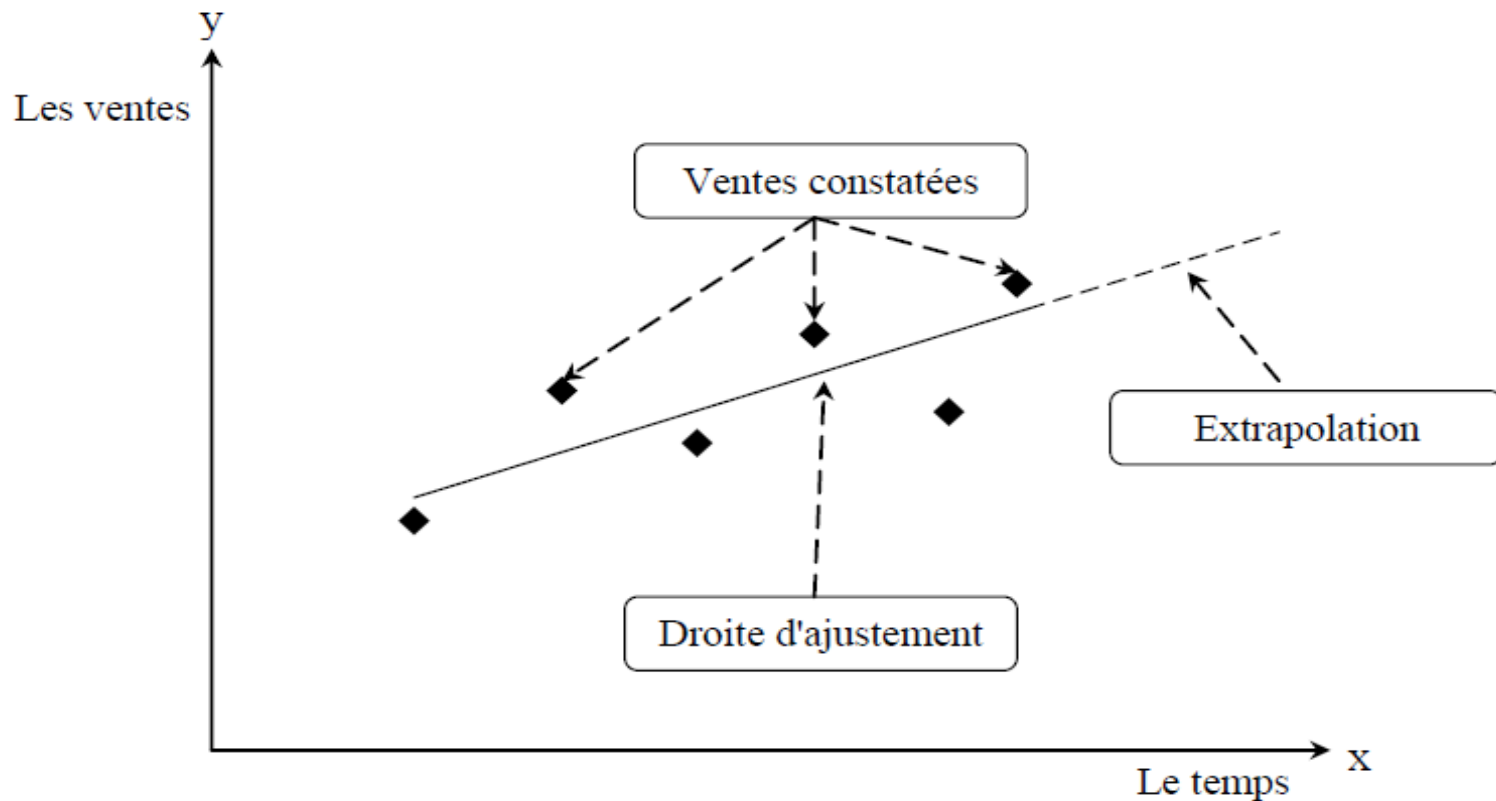 y
Les ventes
Ventes constatées
Extrapolation
Droite d'ajustement
x
Le temps